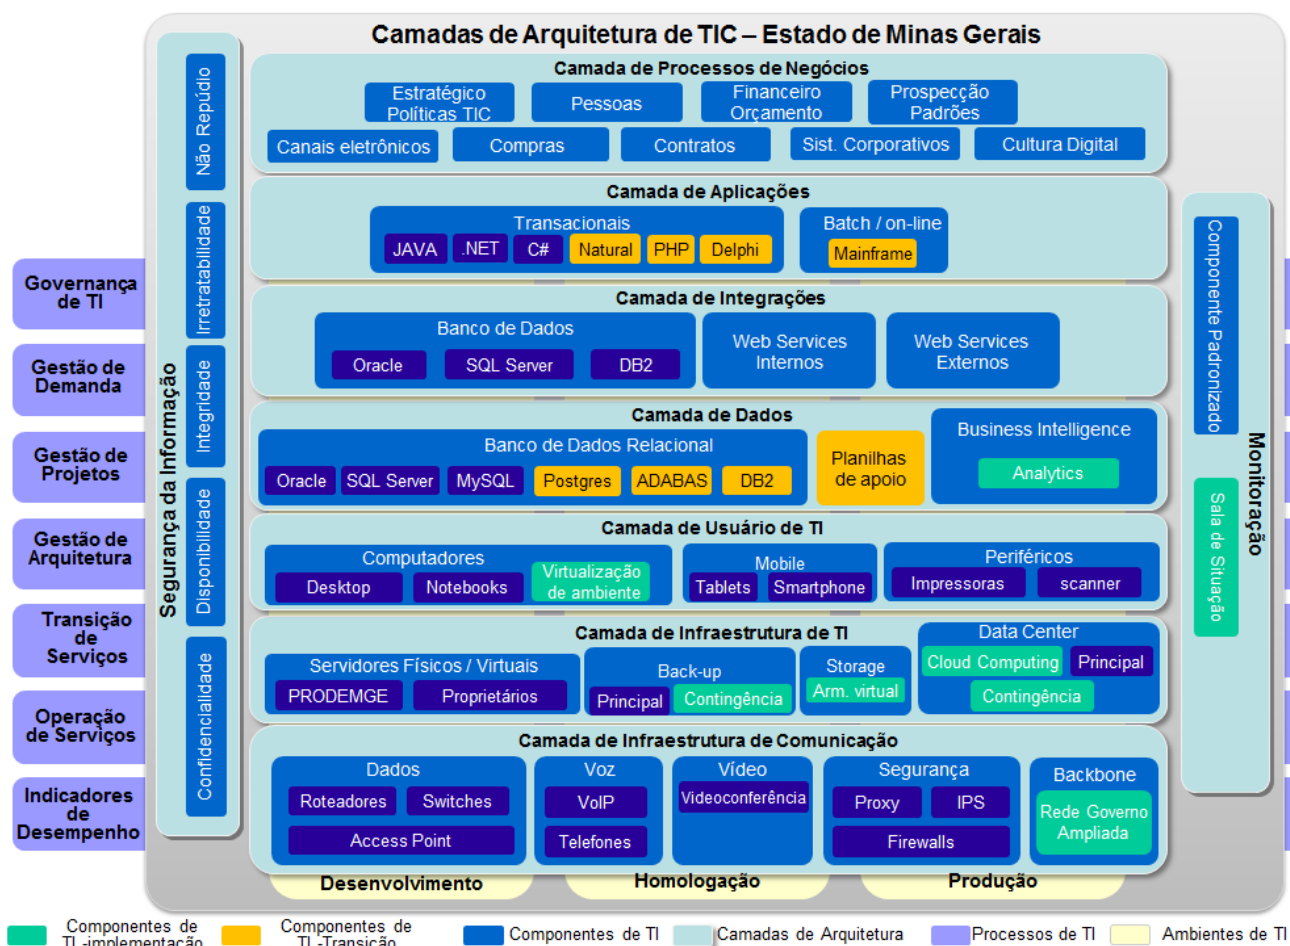 Camadas de Arquitetura de TIC – Estado de Minas Gerais
Camada de Processos de Negócios
Estratégico
Políticas TIC
Pessoas
Financeiro
Orçamento
Prospecção
Padrões
Canais eletrônicos
Compras
Contratos
Sist. Corporativos
Cultura Digital
Camada de Aplicações
Transacionais
JAVA
.NET
C#
Natural
PHP
Delphi
Batch / on-line
Mainframe
Camada de Integrações
Banco de Dados
Oracle
SQL Server
DB2
Web Services
Internos
Web Services
Externos
Camada de Dados
Banco de Dados Relacional
Oracle
SQL Server
MySQL
Postgres
ADABAS
DB2
Planilhas
de apoio
Business Intelligence
Analytics
Camada de Usuário de TI
Computadores
Desktop
Notebooks
Virtualização
de ambiente
Mobile
Tablets
Smartphone
Periféricos
Impressoras
scanner
Camada de Infraestrutura de TI
Servidores Físicos / Virtuais
PRODEMGE
Proprietários
Back-up
Principal
Contingência
Storage
Arm. virtual
Data Center
Cloud Computing
Principal
Contingência
Camada de Infraestrutura de Comunicação
Dados
Roteadores
Switches
Access Point
Voz
VoIP
Telefones
Vídeo
Videoconferência
Segurança
Proxy
IPS
Firewalls
Backbone
Rede Governo
Ampliada
Segurança da Informação
Não Repúdio
Irretratabilidade
Integridade
Disponibilidade
Confidencialidade
Monitoração
Componente Padronizado
Sala de Situação
Governança
de TI
Gestão de
Demanda
Gestão de
Projetos
Gestão de
Arquitetura
Transição
de
Serviços
Operação
de Serviços
Indicadores
de
Desempenho
Desenvolvimento
Homologação
Produção
Componentes de
TI -implementação
Componentes de
TI -Transição
Componentes de TI
Camadas de Arquitetura
Processos de TI
Ambientes de TI